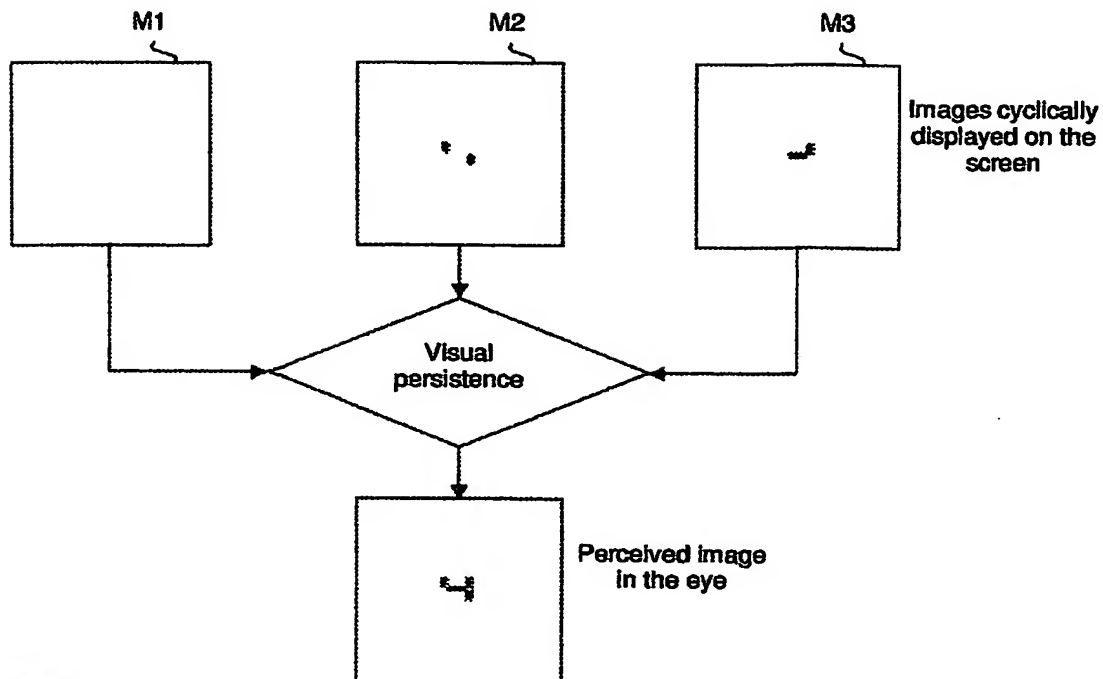 M1
M2
M3
Images cyclically
displayed on the
screen
Visual
persistence
Perceived image
in the eye